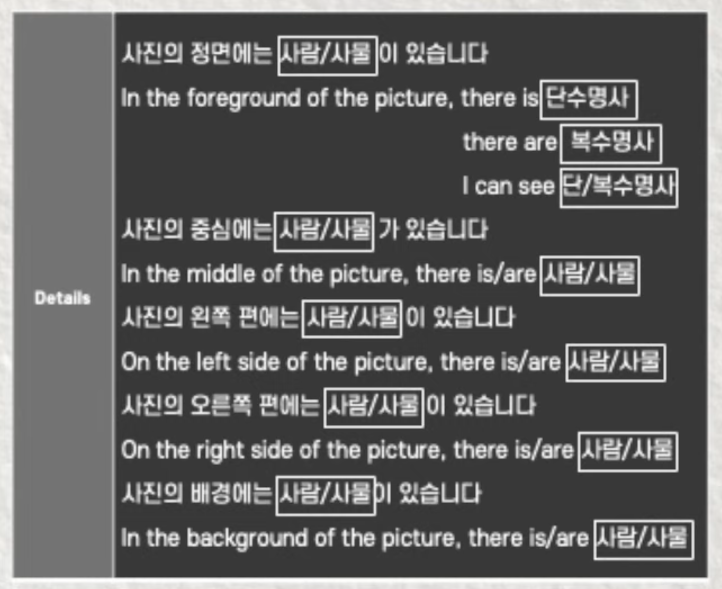 Details
사진의 정면에는 사람/사물 이 있습니다
In the foreground of the picture, there is 단수명사
there are 복수명사
I can see 단/복수명사
사진의 중심에는 사람/사물 가 있습니다
In the middle of the picture, there is/are 사람/사물
사진의 왼쪽 편에는 사람/사물 이 있습니다
On the left side of the picture, there is/are 사람/사물
사진의 오른쪽 편에는 사람/사물 이 있습니다
On the right side of the picture, there is/are 사람/사물
사진의 배경에는 사람/사물이 있습니다
In the background of the picture, there is/are 사람/사물